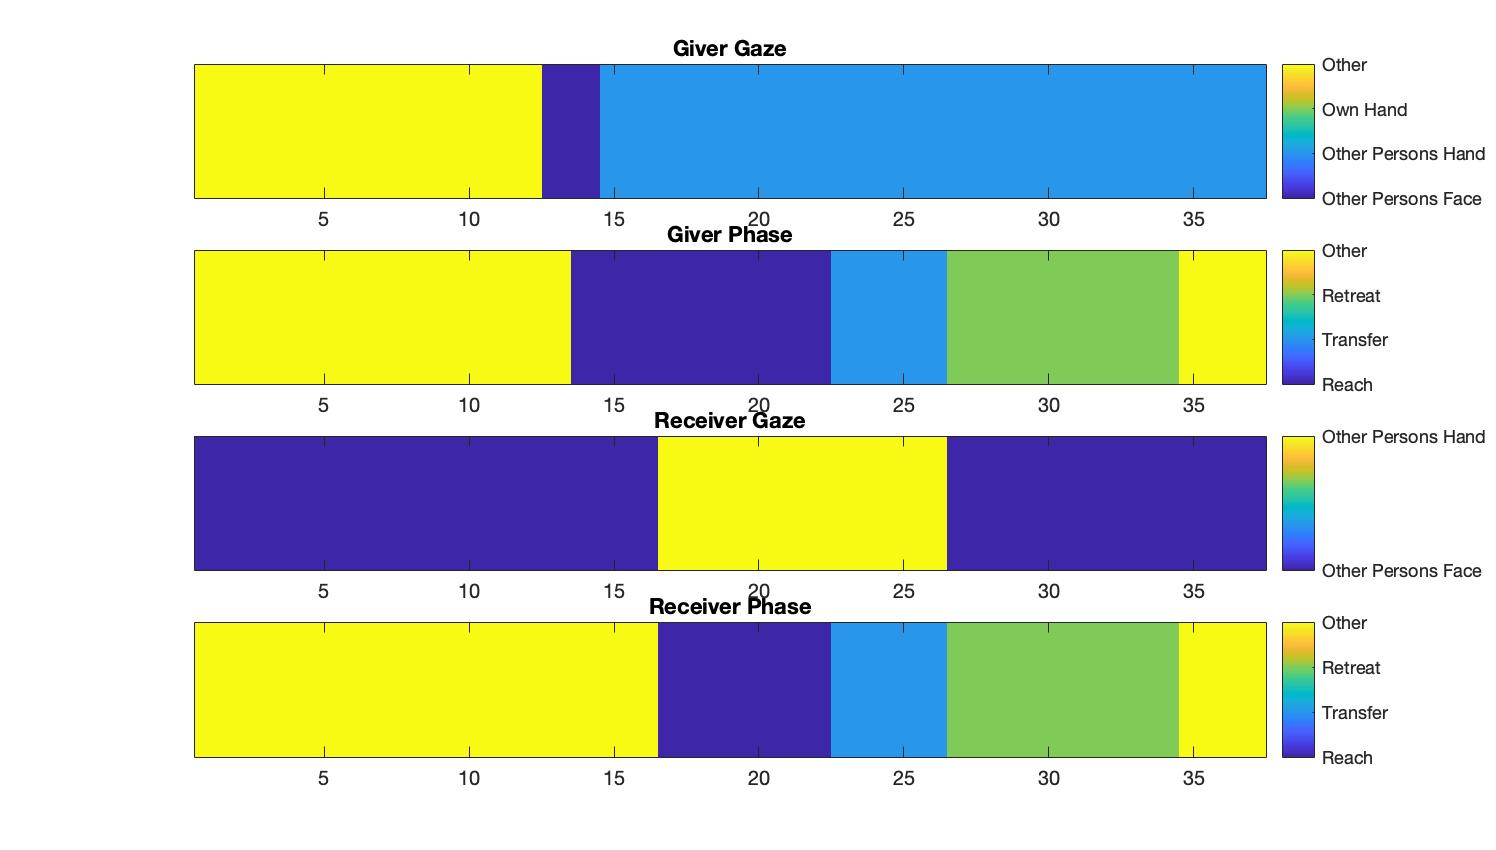 Giver Gaze
Other
Own Hand
Other Persons Hand
Other Persons Face
5 10 15 20 25 30 35
Giver Phase
Other
Retreat
Transfer
Reach
5 10 15 20 25 30 35
Receiver Gaze
Other Persons Hand
Other Persons Face
5 10 15 20 25 30 35
Receiver Phase
Other
Retreat
Transfer
Reach
5 10 15 20 25 30 35